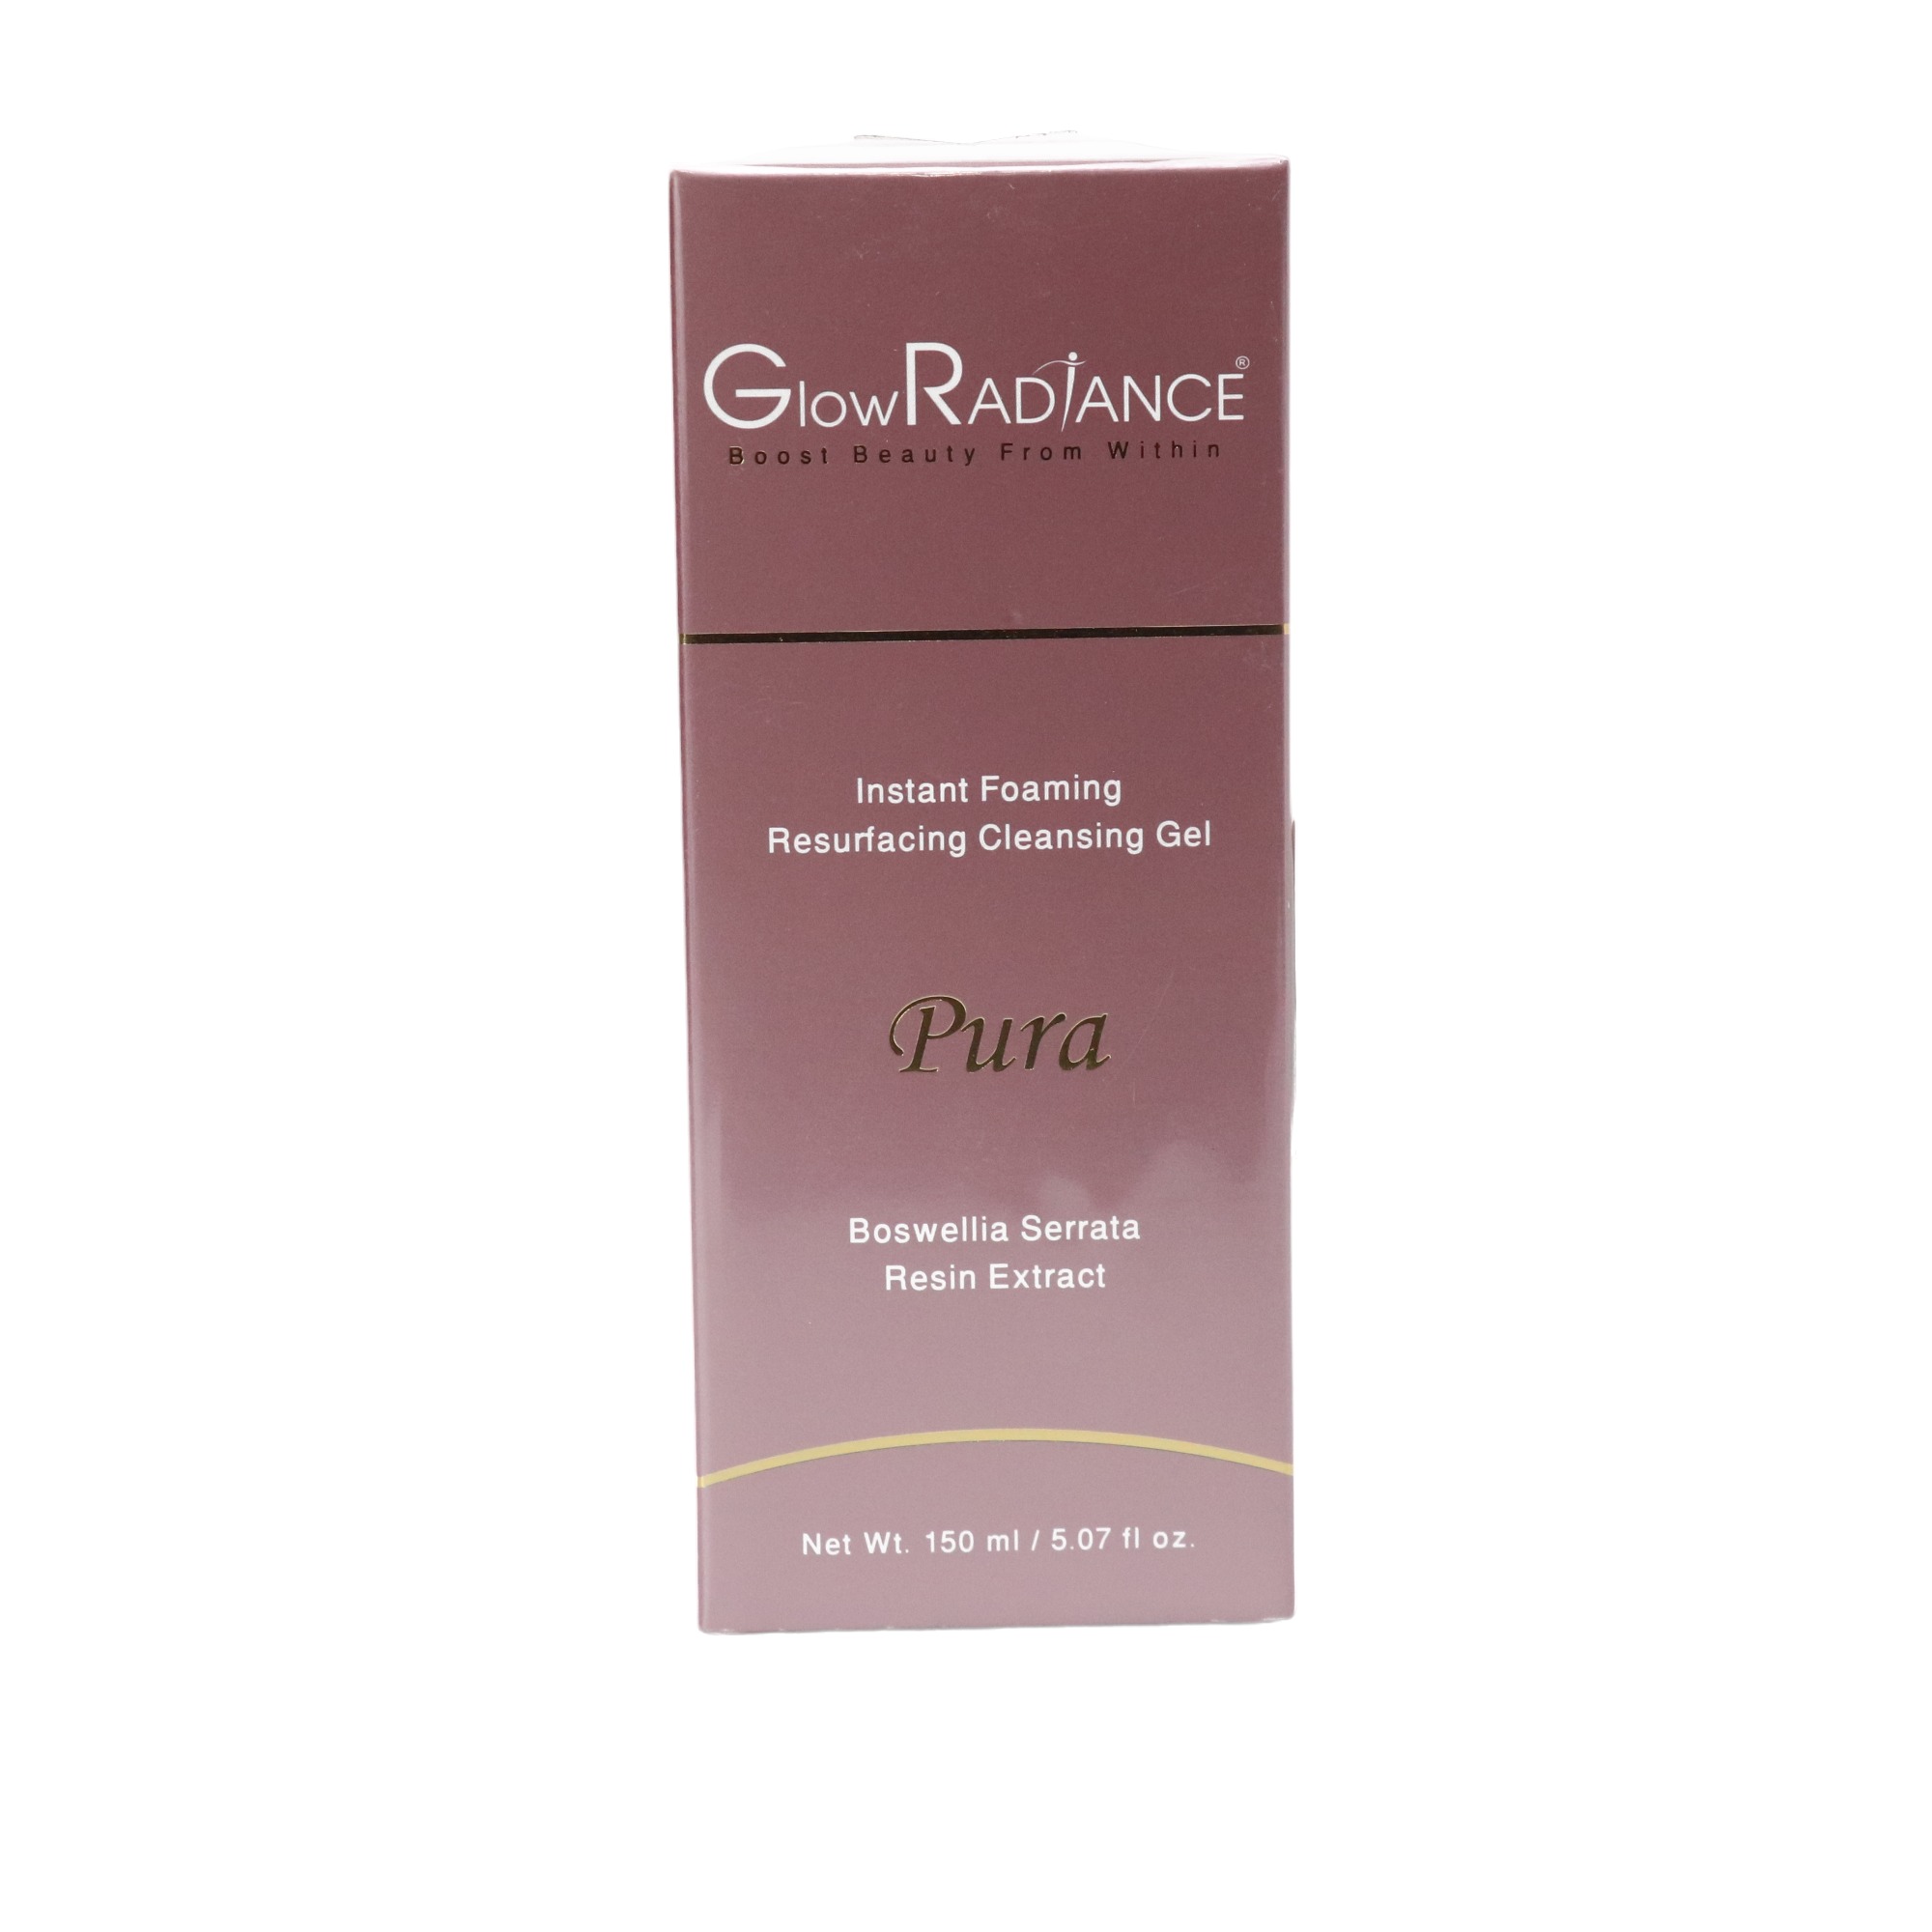 GlowRADIANCE®
Boost Beauty From Within
Instant Foaming
Resurfacing Cleansing Gel
Pura
Boswellia Serrata
Resin Extract
Net Wt. 150 ml / 5.07 fl oz.